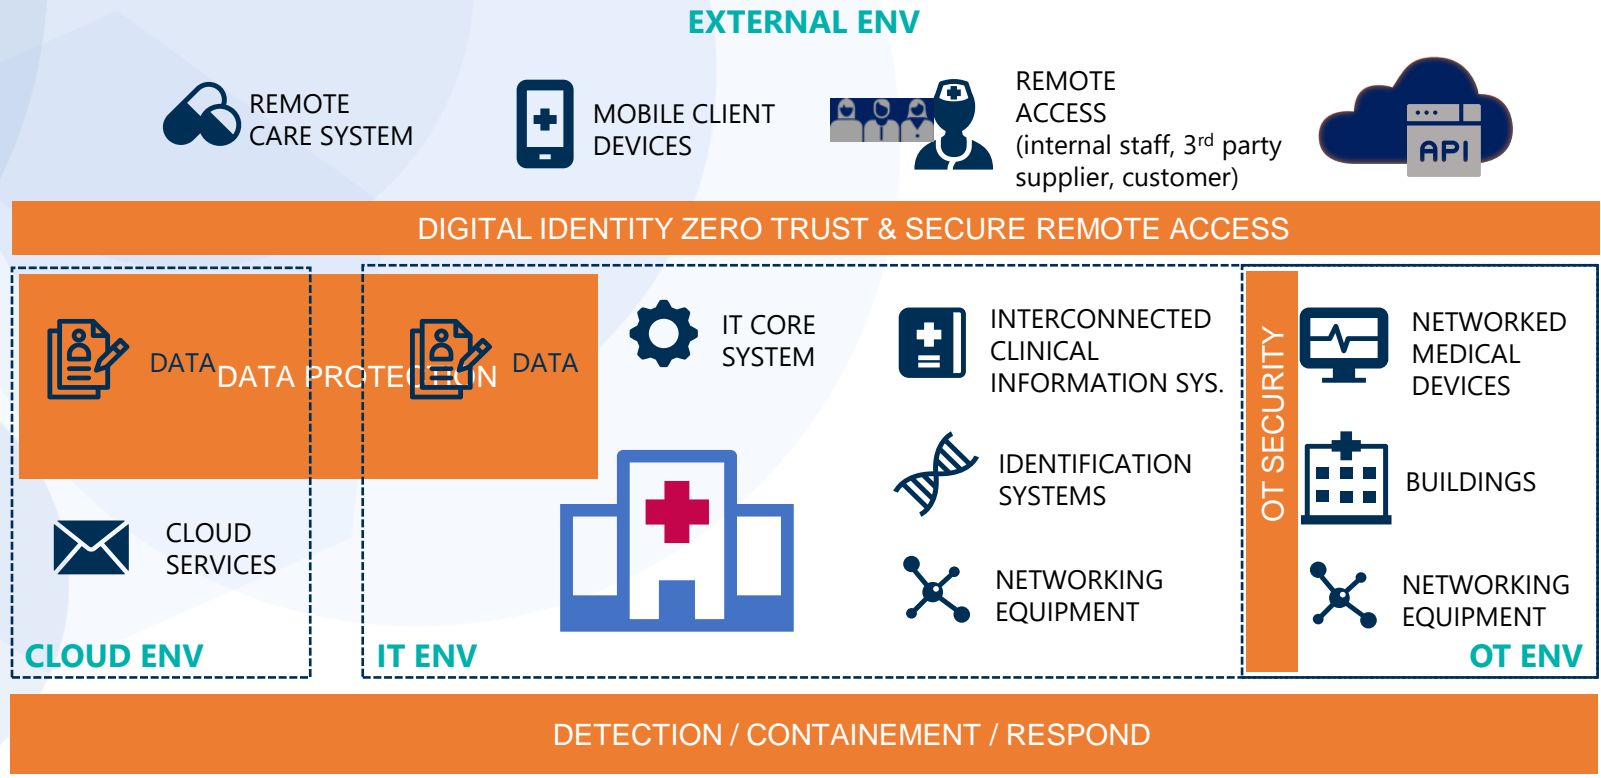 EXTERNAL ENV
REMOTE
CARE SYSTEM
MOBILE CLIENT
DEVICES
REMOTE
ACCESS
(internal staff, 3rd party
supplier, customer)
API
DIGITAL IDENTITY ZERO TRUST & SECURE REMOTE ACCESS
DATA
DATA PROTECTION
DATA
CLOUD
SERVICES
CLOUD ENV
IT CORE
SYSTEM
INTERCONNECTED
CLINICAL
INFORMATION SYS.
IDENTIFICATION
SYSTEMS
NETWORKING
EQUIPMENT
IT ENV
OT SECURITY
NETWORKED
MEDICAL
DEVICES
BUILDINGS
NETWORKING
EQUIPMENT
OT ENV
DETECTION / CONTAINEMENT / RESPOND